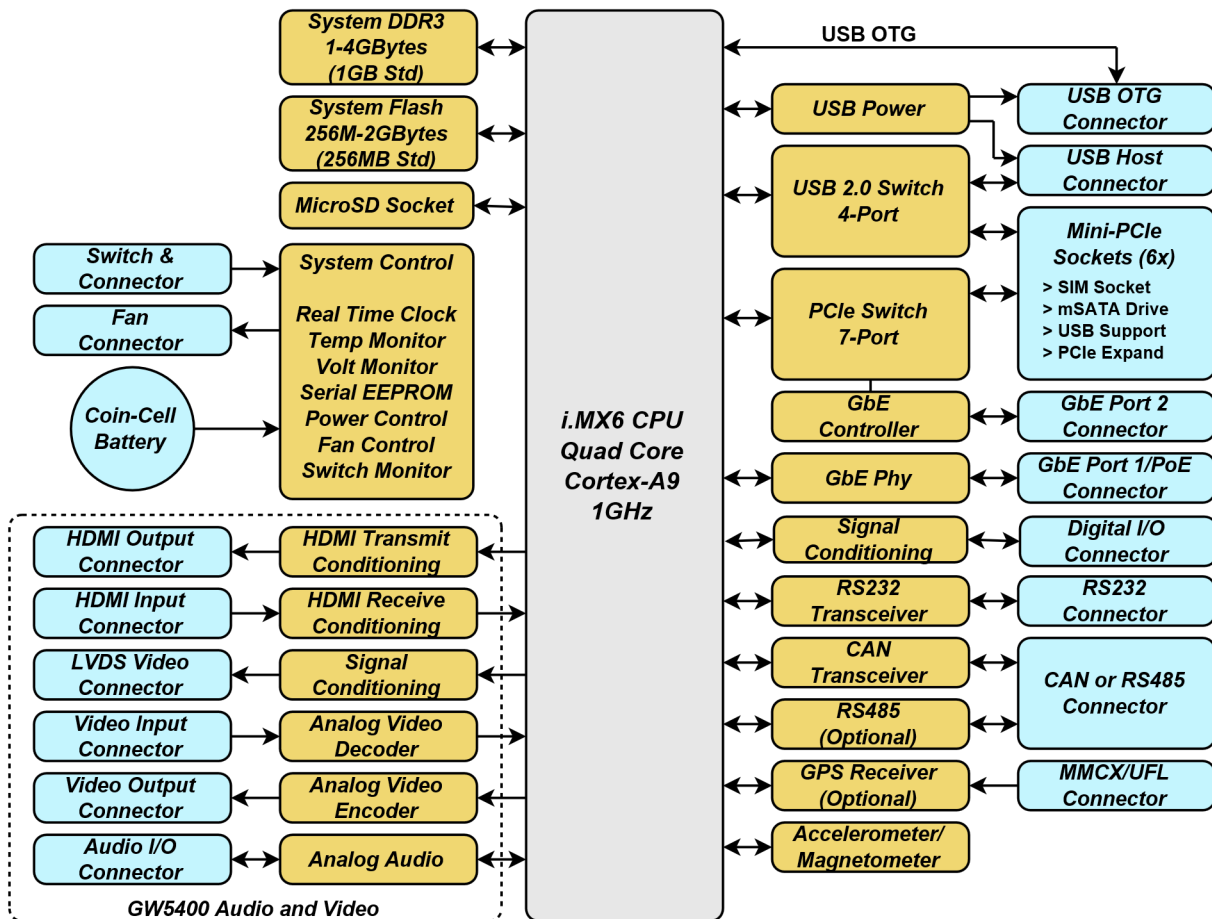 System DDR3
1-4GBytes
(1GB Std)
System Flash
256M-2GBytes
(256MB Std)
MicroSD Socket
Switch &
Connector
Fan
Connector
Coin-Cell
Battery
System Control
Real Time Clock
Temp Monitor
Volt Monitor
Serial EEPROM
Power Control
Fan Control
Switch Monitor
HDMI Output
Connector
HDMI Transmit
Conditioning
HDMI Input
Connector
HDMI Receive
Conditioning
LVDS Video
Connector
Signal
Conditioning
Video Input
Connector
Analog Video
Decoder
Video Output
Connector
Analog Video
Encoder
Audio I/O
Connector
Analog Audio
GW5400 Audio and Video
i.MX6 CPU
Quad Core
Cortex-A9
1GHz
USB OTG
USB Power
USB OTG
Connector
USB Host
Connector
USB 2.0 Switch
4-Port
Mini-PCIe
Sockets (6x)
> SIM Socket
> mSATA Drive
> USB Support
> PCIe Expand
PCIe Switch
7-Port
GbE
Controller
GbE Port 2
Connector
GbE Phy
GbE Port 1/PoE
Connector
Signal
Conditioning
Digital I/O
Connector
RS232
Transceiver
RS232
Connector
CAN
Transceiver
CAN or RS485
Connector
RS485
(Optional)
GPS Receiver
(Optional)
MMCX/UFL
Connector
Accelerometer/
Magnetometer